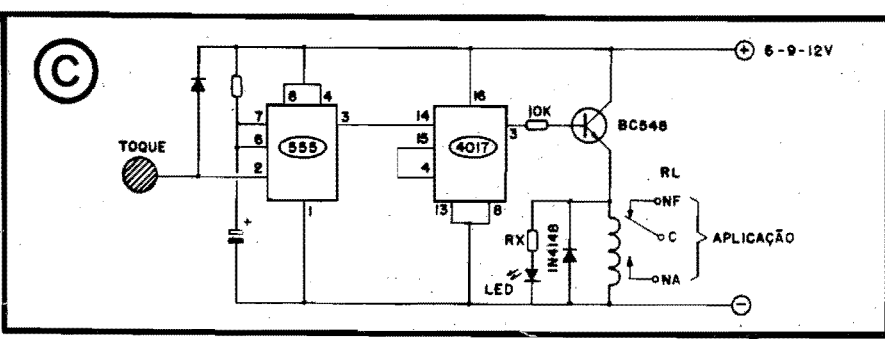 C
+ 6-9-12V
8 4
16
7
3
14
10K
BC548
6
555
15
4017
3
TOQUE
2
4
RL
1
13 8
NF
RX
1N4148
C
APLICAÇÃO
LED
NA
−